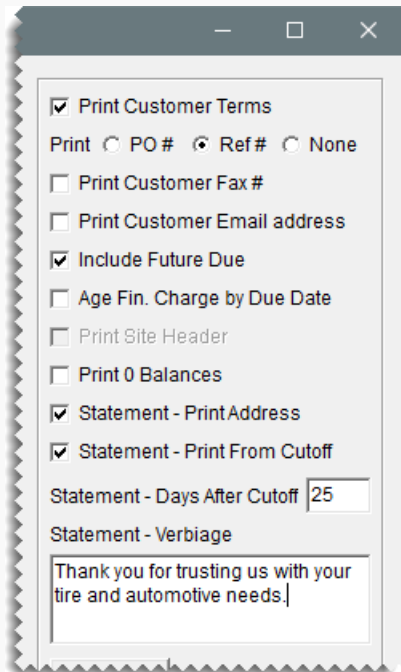 Print Customer Terms
Print PO # Ref # None
Print Customer Fax #
Print Customer Email address
Include Future Due
Age Fin. Charge by Due Date
Print Site Header
Print 0 Balances
Statement - Print Address
Statement - Print From Cutoff
Statement - Days After Cutoff 25
Statement - Verbiage
Thank you for trusting us with your
tire and automotive needs.